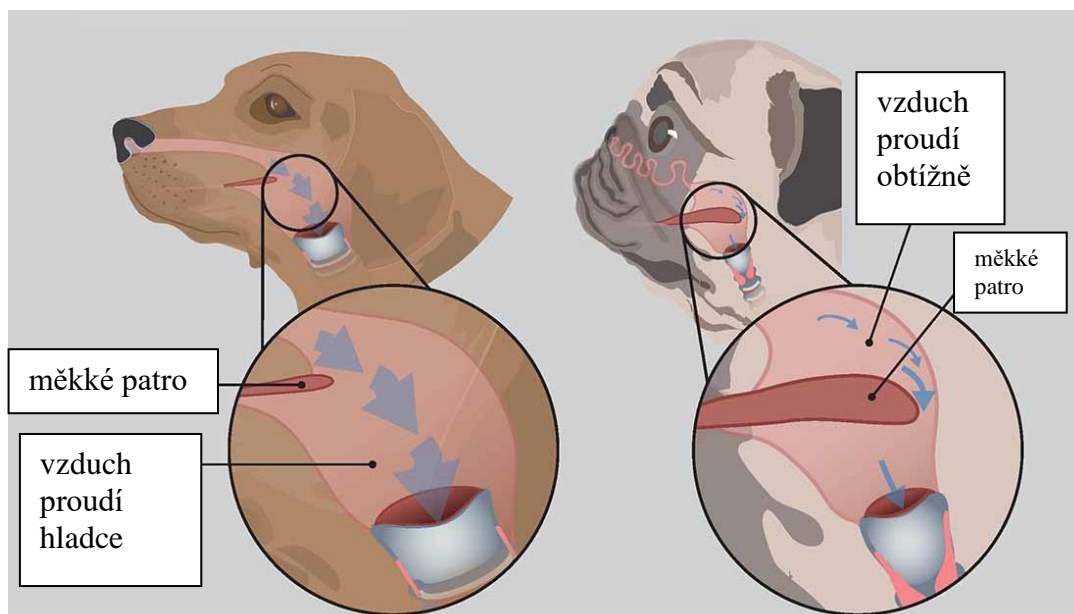 měkké patro
vzduch
proudí
hladce
vzduch
proudí
obtížně
měkké
patro